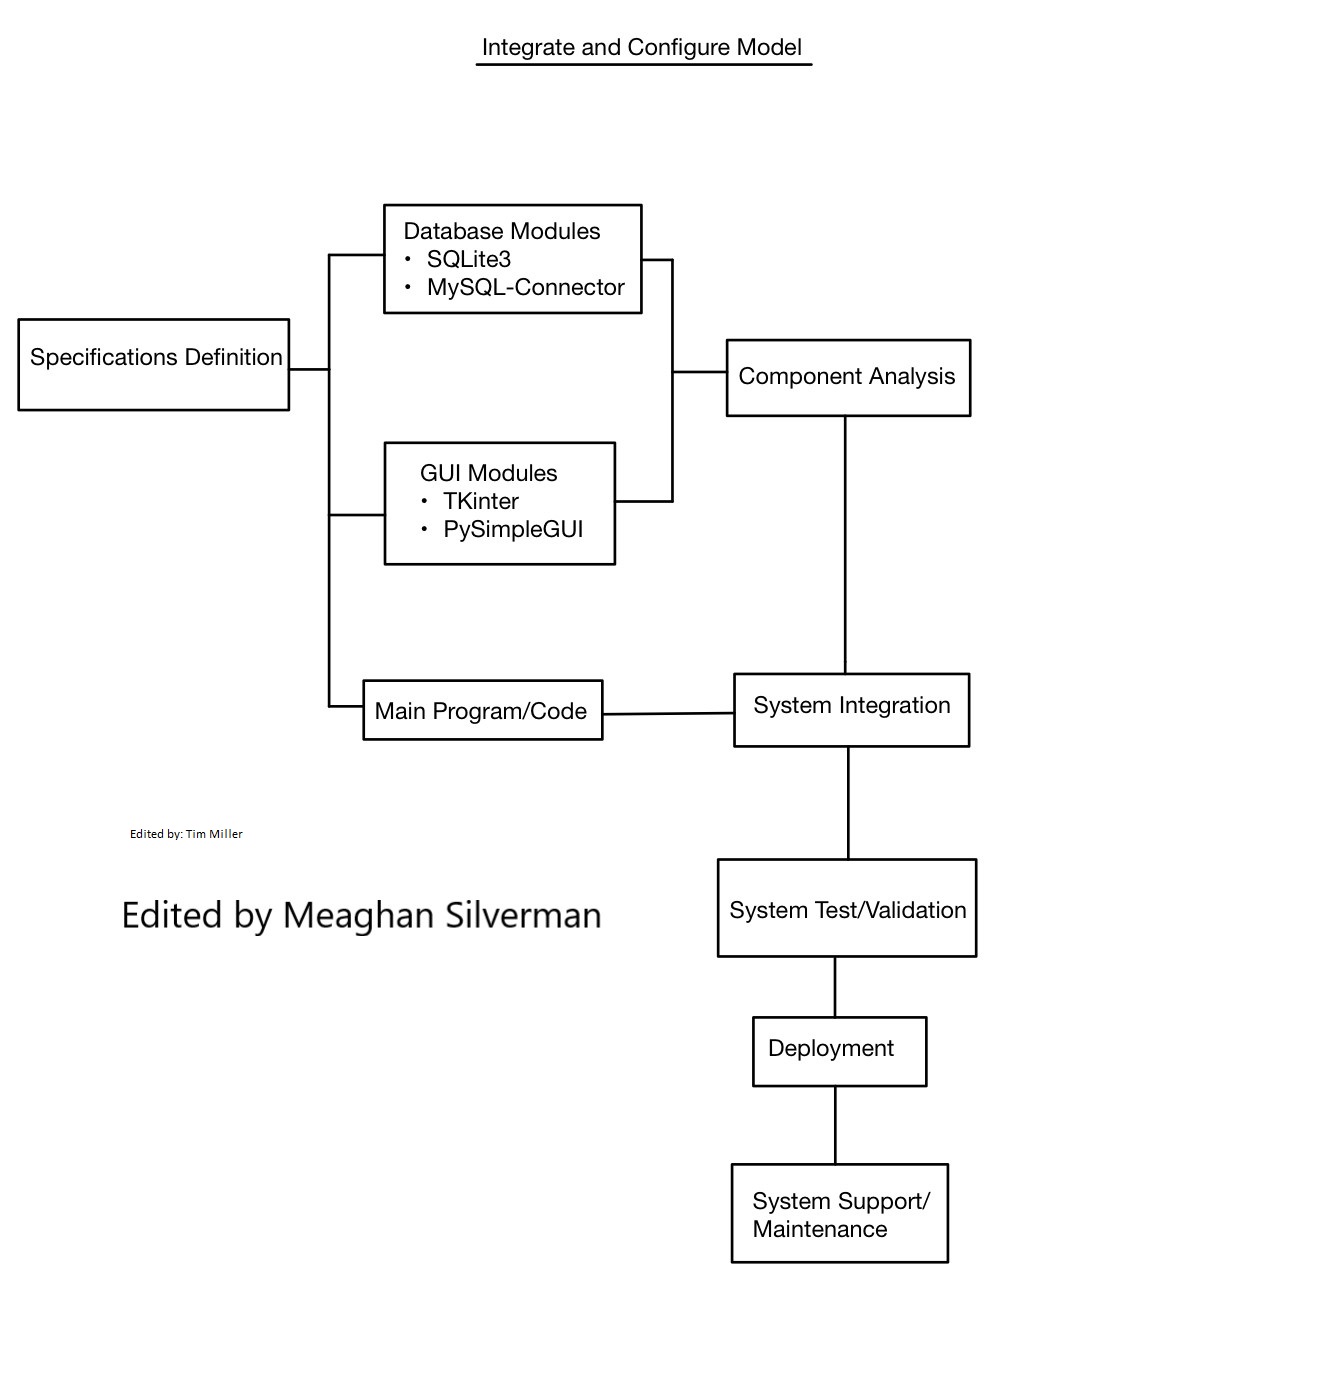 Integrate and Configure Model
Database Modules
• SQLite3
• MySQL-Connector
Specifications Definition
Component Analysis
GUI Modules
• TKinter
• PySimpleGUI
Main Program/Code
System Integration
Edited by: Tim Miller
Edited by Meaghan Silverman
System Test/Validation
Deployment
System Support/
Maintenance